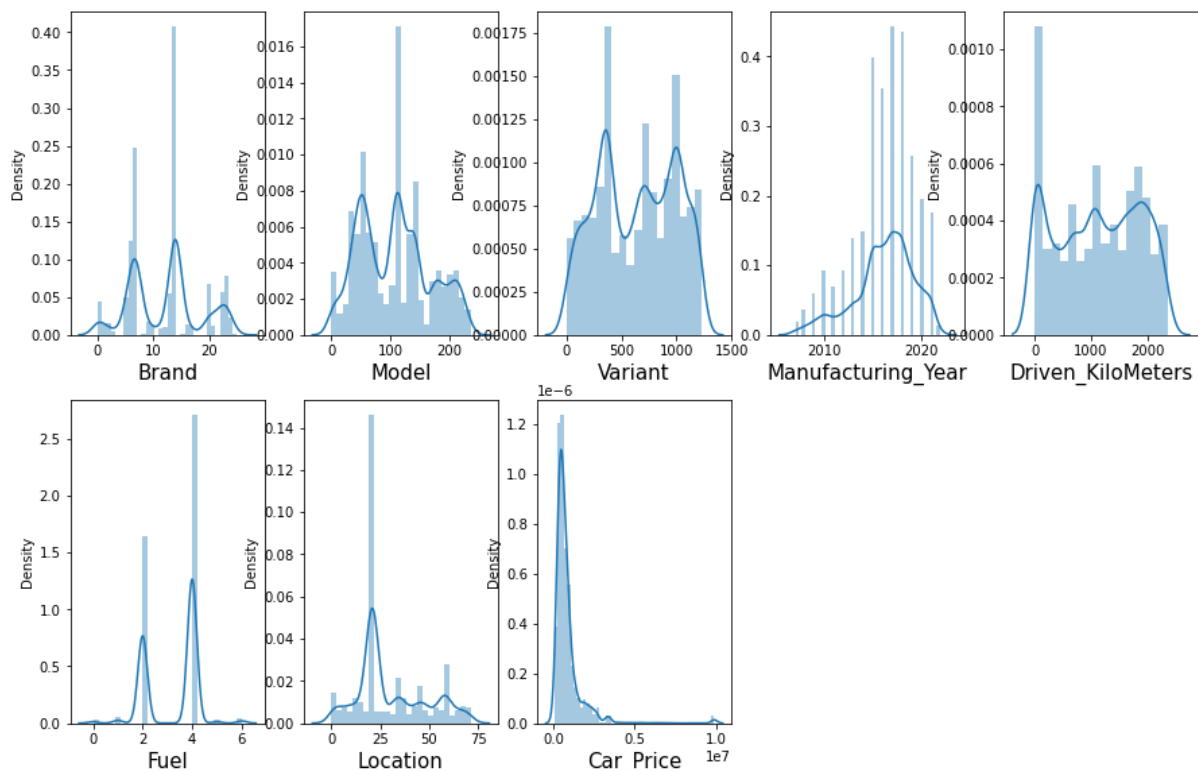 0.40
0.35
0.30
0.25
0.20
0.15
0.10
0.05
0.00
Density
0 10 20
Brand
0.016
0.014
0.012
0.010
0.008
0.006
0.004
0.002
0.000
Density
0 100 200
Model
0.00175
0.00150
0.00125
0.00100
0.00075
0.00050
0.00025
0.00000
Density
0 500 1000 1500
Variant
0.4
0.3
0.2
0.1
0.0
Density
2010 2020
Manufacturing_Year
0.0010
0.0008
0.0006
0.0004
0.0002
0.0000
Density
0 1000 2000
Driven_KiloMeters
2.5
2.0
1.5
1.0
0.5
0.0
Density
0 2 4 6
Fuel
0.14
0.12
0.10
0.08
0.06
0.04
0.02
0.00
Density
0 25 50 75
Location
1e−6
1.2
1.0
0.8
0.6
0.4
0.2
0.0
Density
0.0 0.5 1.0
1e7
Car_Price